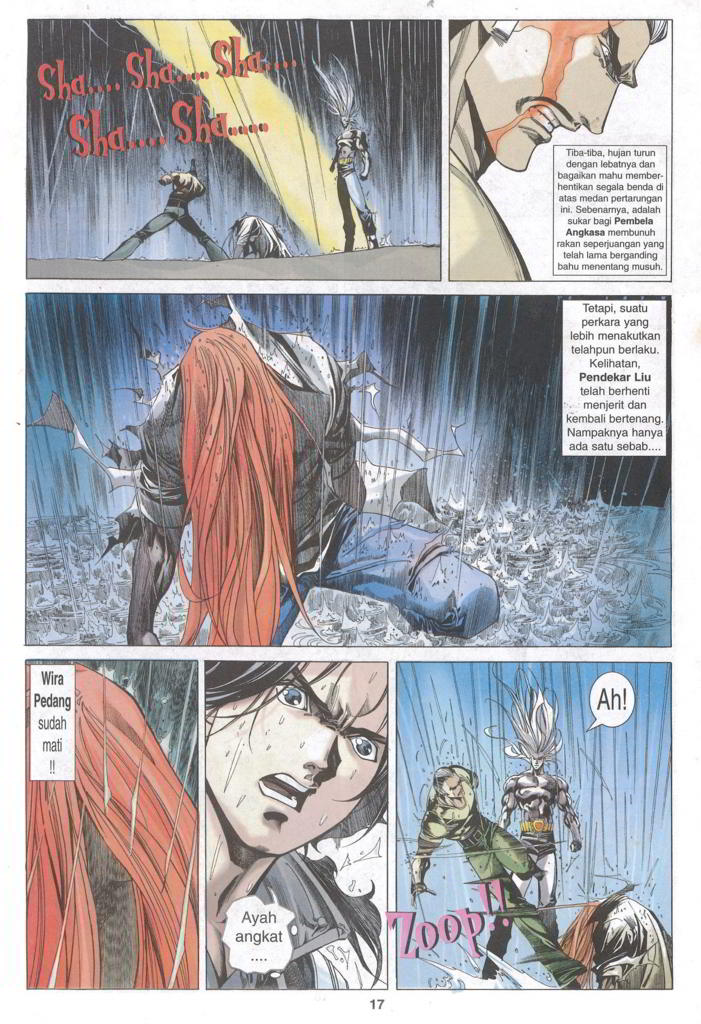 Sha.... Sha.... Sha....
Sha.... Sha....
Tiba-tiba, hujan turun
dengan lebatnya dan
bagaikan mahu member-
hentikan segala benda di
atas medan pertarungan
ini. Sebenarnya, adalah
sukar bagi Pembela
Angkasa membunuh
rakan seperjuangan yang
telah lama berganding
bahu menentang musuh.
Tetapi, suatu
perkara yang
lebih menakutkan
telahpun berlaku.
Kelihatan,
Pendekar Liu
telah berhenti
menjerit dan
kembali bertenang.
Nampaknya hanya
ada satu sebab....
Wira
Pedang
sudah
mati
!!
Ayah
angkat
....
Ah!
Zoop!!
17